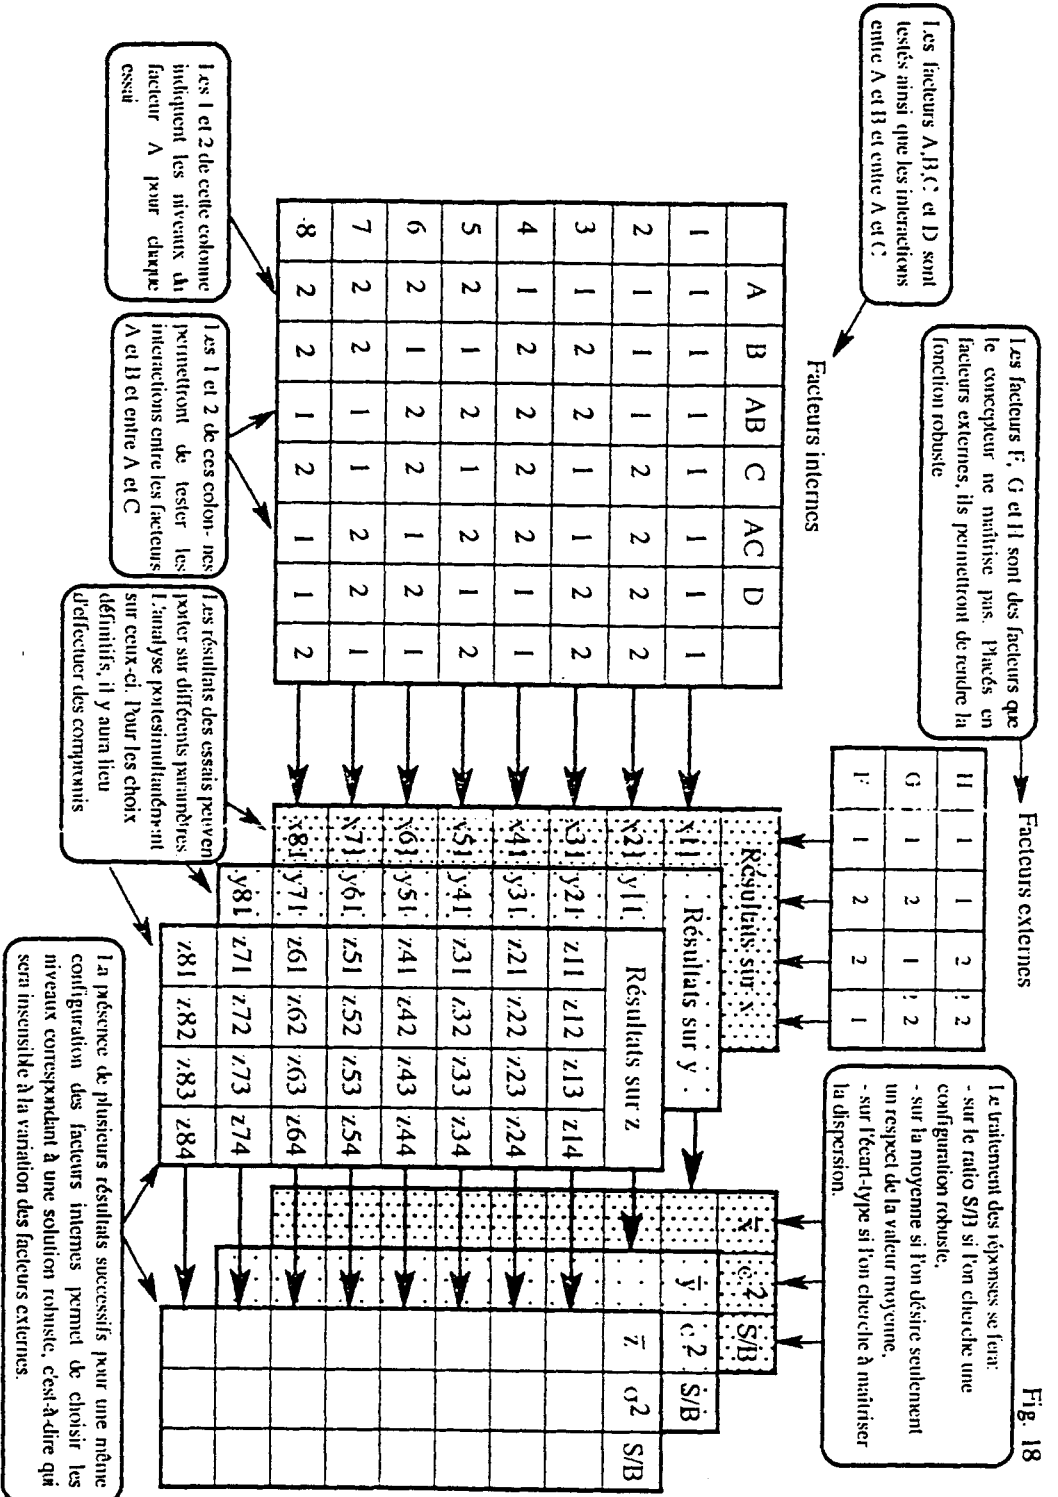 Fig. 18
Les facteurs A,B,C et D sont
testés ainsi que les interactions
entre A et B et entre A et C
Les facteurs F, G et H sont des facteurs que
le concepteur ne maîtrise pas. Placés en
facteurs externes, ils permettront de rendre la
fonction robuste
Facteurs externes
H 1 1 2 2
G 1 2 1 2
F 1 2 2 1
Le traitement des réponses se fera:
- sur le ratio S/B si l'on cherche une
configuration robuste,
- sur la moyenne si l'on désire seulement
un respect de la valeur moyenne,
- sur l'écart-type si l'on cherche à maîtriser
la dispersion.
Facteurs internes
A B AB C AC D
1 1 1 1 1 1 1 1
2 1 1 1 2 2 2 2
3 1 2 2 1 1 2 2
4 1 2 2 2 2 1 1
5 2 1 2 1 2 1 2
6 2 1 2 2 1 2 1
7 2 2 1 1 2 2 1
8 2 2 1 2 1 1 2
Résultats sur x
x11
x21
x31
x41
x51
x61
x71
x81
Résultats sur y
y11
y21
y31
y41
y51
y61
y71
y81
Résultats sur z
z11 z12 z13 z14
z21 z22 z23 z24
z31 z32 z33 z34
z41 z42 z43 z44
z51 z52 z53 z54
z61 z62 z63 z64
z71 z72 z73 z74
z81 z82 z83 z84
x̄ S/B
ȳ S/B
z̄ σ2 S/B
Les 1 et 2 de cette colonne
indiquent les niveaux du
facteur A pour chaque
essai
Les 1 et 2 de ces colon- nes
permettront de tester les
interactions entre les facteurs
A et B et entre A et C
Les résultats des essais peuven
porter sur différents paramètres.
L'analyse portesimultanément
sur ceux-ci. Pour les choix
définitifs, il y aura lieu
d'effectuer des compromis
La présence de plusieurs résultats successifs pour une même
configuration des facteurs internes permet de choisir les
niveaux correspondant à une solution robuste, c'est-à-dire qui
sera insensible à la variation des facteurs externes.